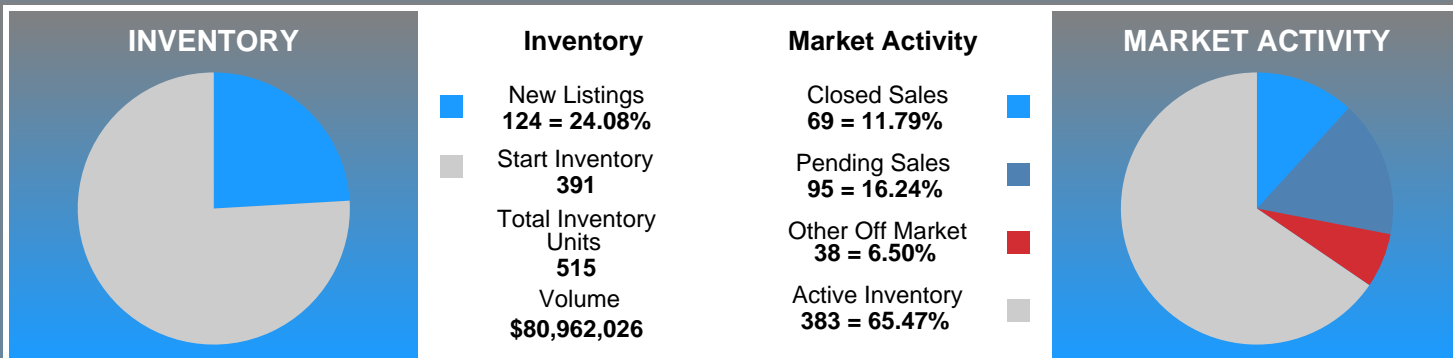 INVENTORY
Inventory
New Listings
124 = 24.08%
Start Inventory
391
Total Inventory
Units
515
Volume
$80,962,026
Market Activity
Closed Sales
69 = 11.79%
Pending Sales
95 = 16.24%
Other Off Market
38 = 6.50%
Active Inventory
383 = 65.47%
MARKET ACTIVITY